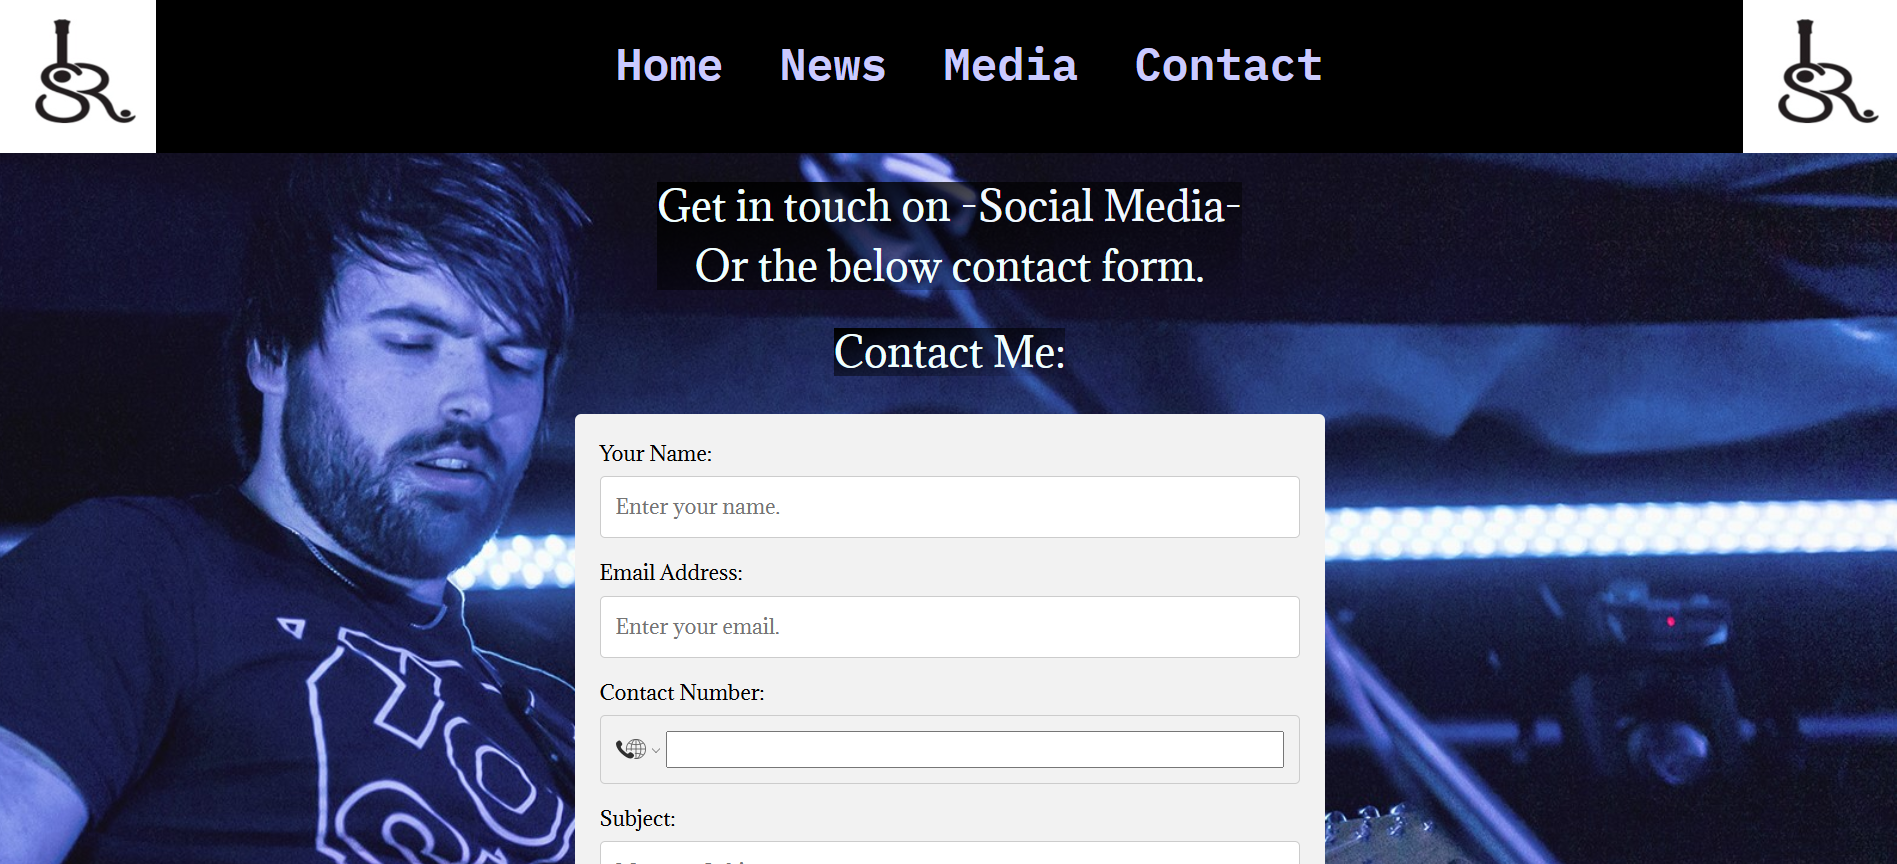 Home News Media Contact
Get in touch on -Social Media-
Or the below contact form.
Contact Me:
Your Name:
Enter your name.
Email Address:
Enter your email.
Contact Number:
Subject: